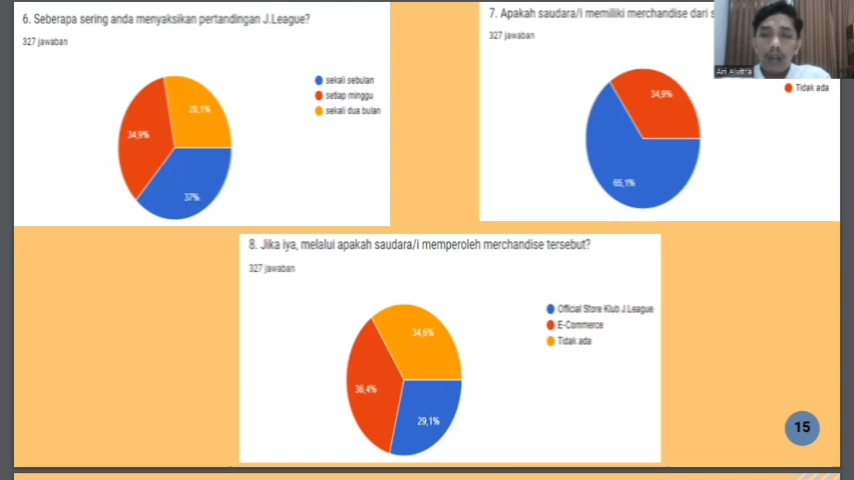 6. Seberapa sering anda menyaksikan pertandingan J.League?
327 jawaban
28,1%
34,9%
37%
sekali sebulan
setiap minggu
sekali dua bulan
7. Apakah saudara/i memiliki merchandise dari
327 jawaban
34,9%
65,1%
Tidak ada
8. Jika iya, melalui apakah saudara/i memperoleh merchandise tersebut?
327 jawaban
34,6%
36,4%
29,1%
Official Store Klub J.League
E-Commerce
Tidak ada
15